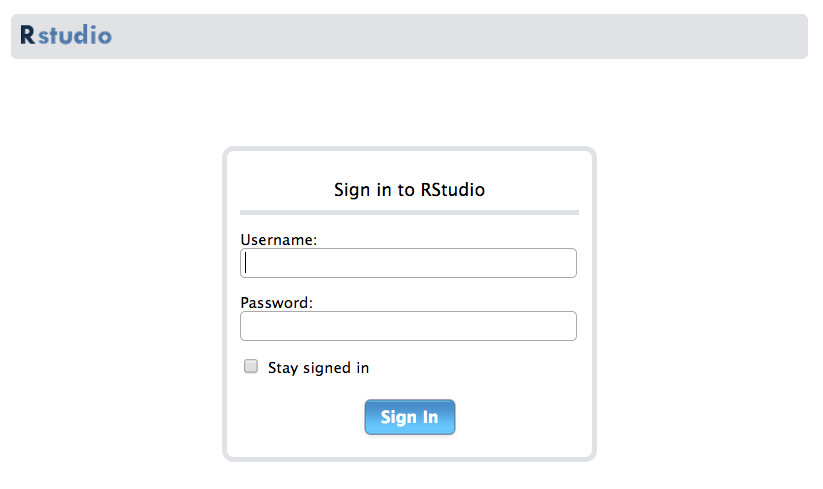 Rstudio
Sign in to RStudio
Username:
Password:
Stay signed in
Sign In